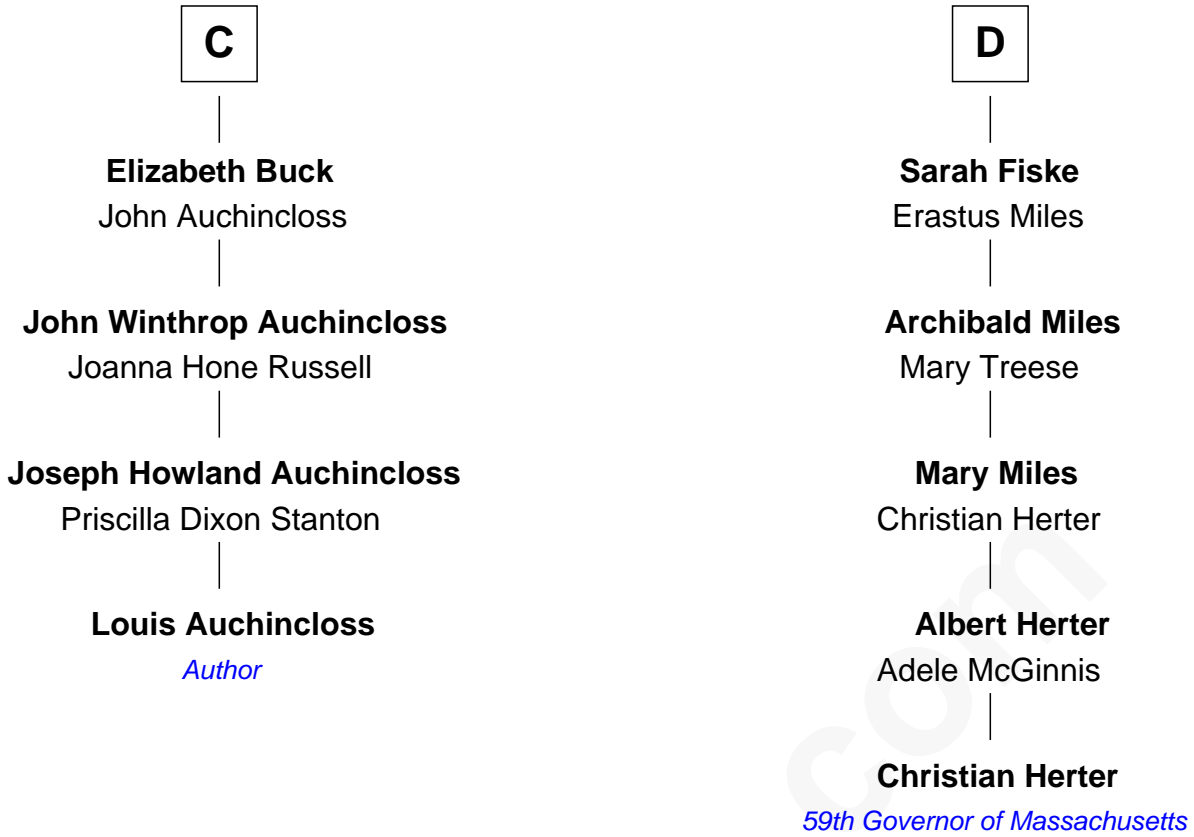 C
Elizabeth Buck
John Auchincloss
John Winthrop Auchincloss
Joanna Hone Russell
Joseph Howland Auchincloss
Priscilla Dixon Stanton
Louis Auchincloss
Author
D
Sarah Fiske
Erastus Miles
Archibald Miles
Mary Treese
Mary Miles
Christian Herter
Albert Herter
Adele McGinnis
Christian Herter
59th Governor of Massachusetts
com